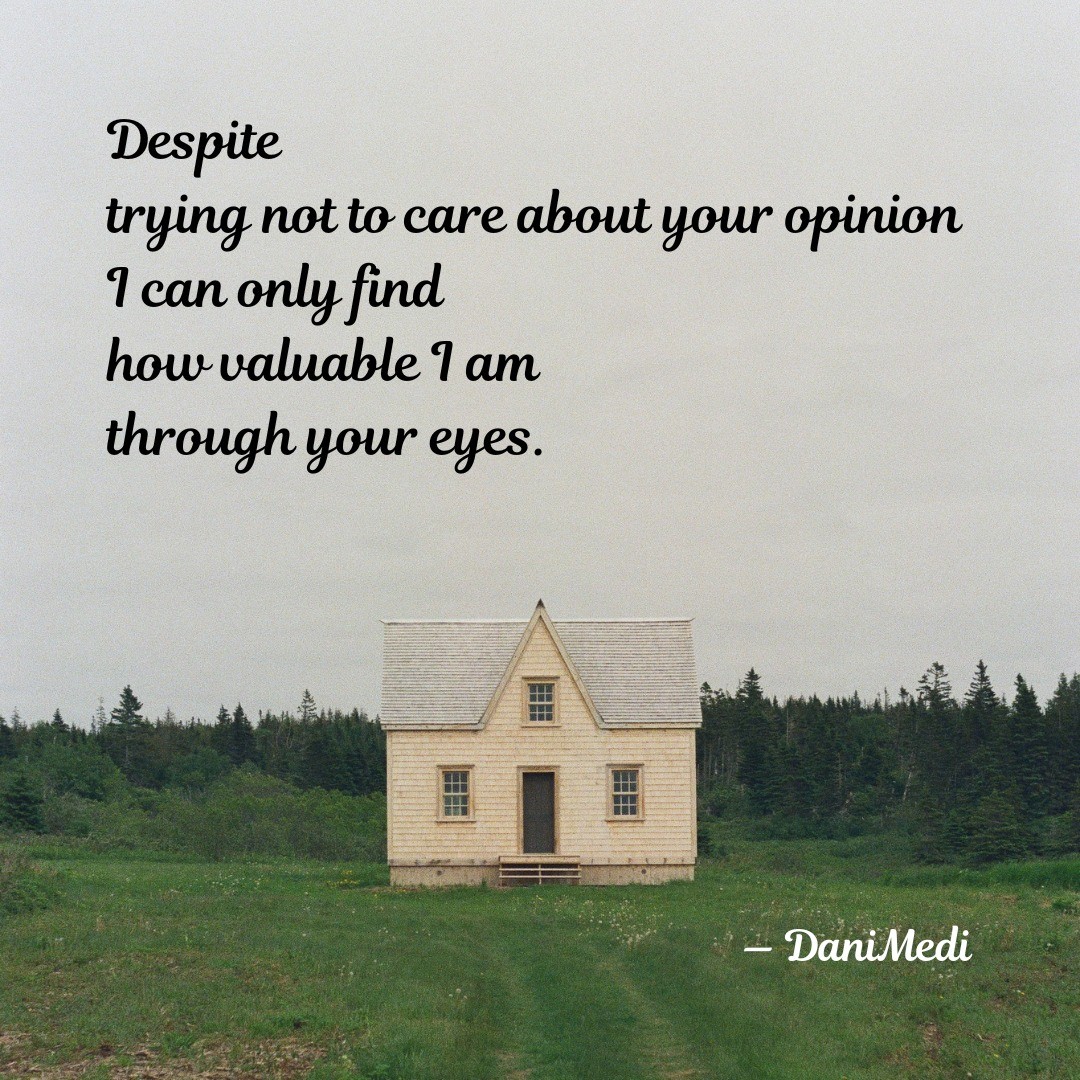 Despite
trying not to care about your opinion
I can only find
how valuable I am
through your eyes.
– DaniMedi